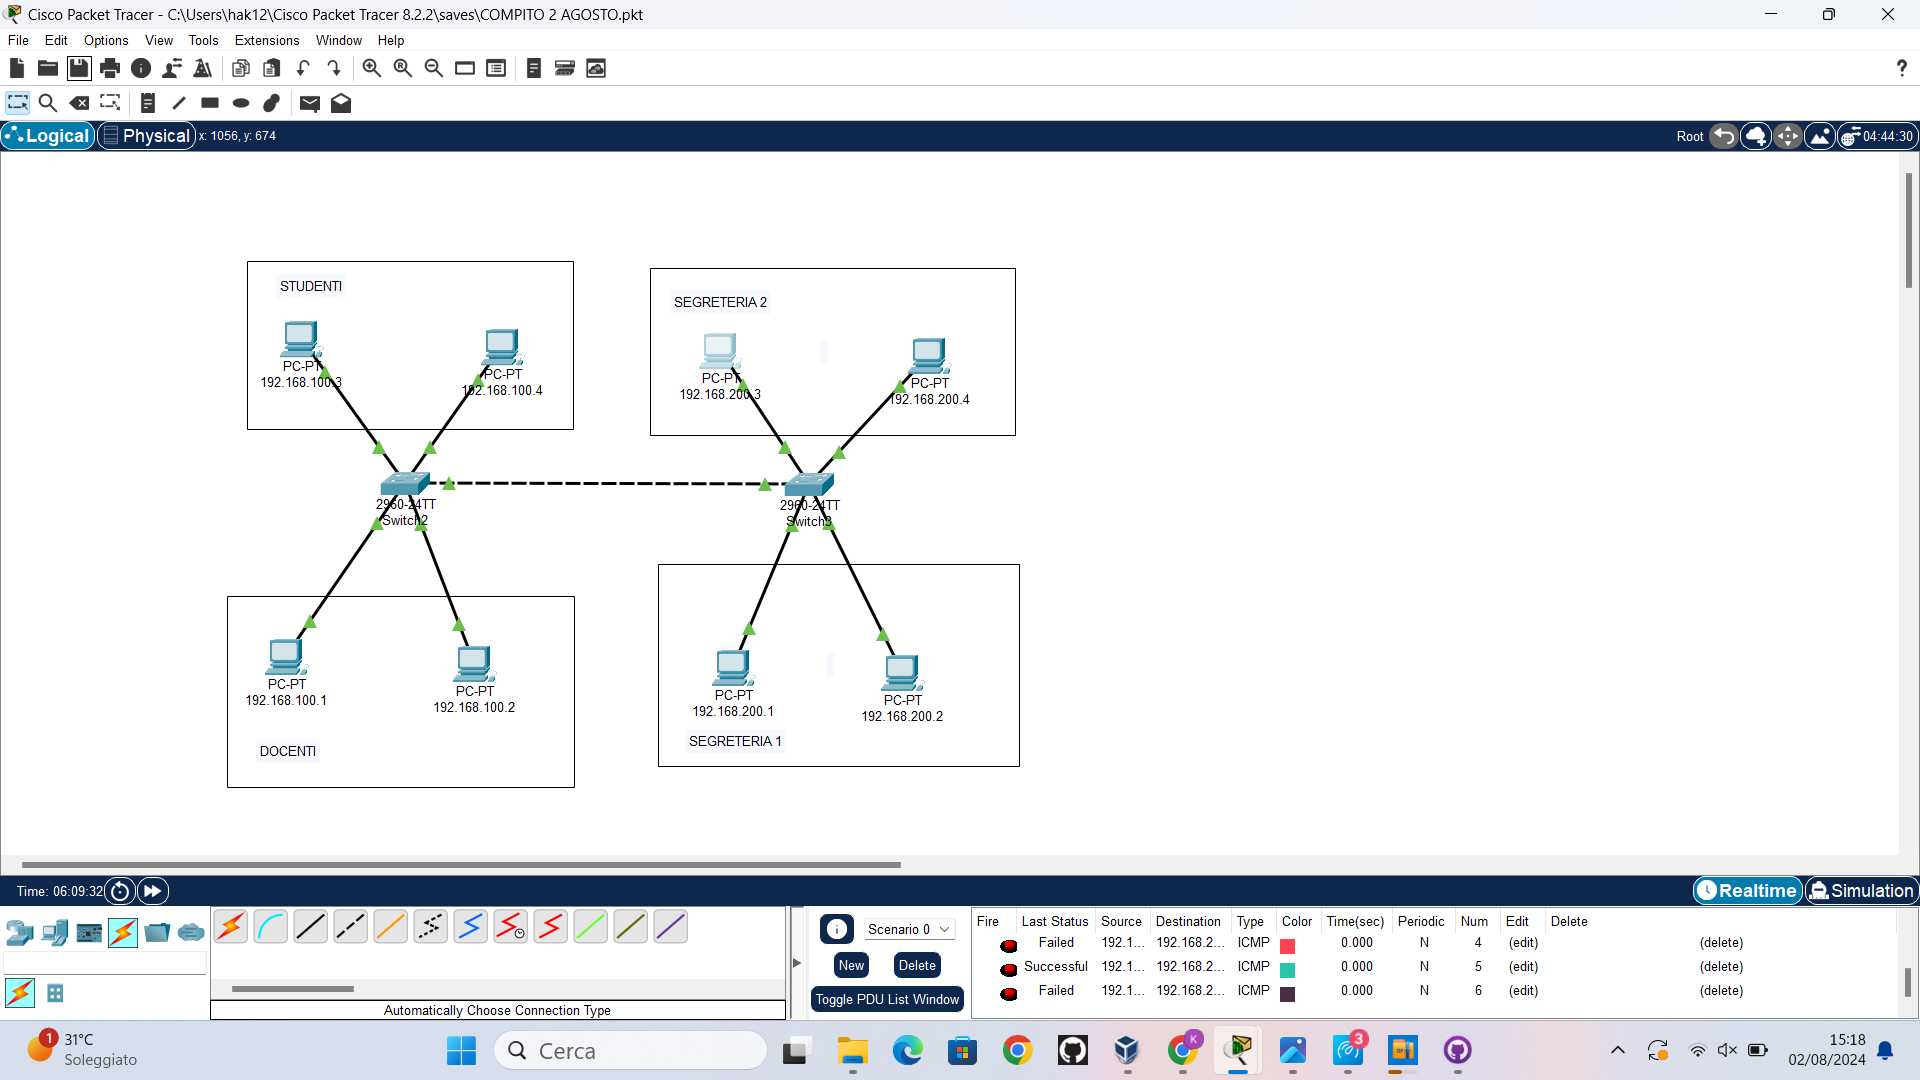 Cisco Packet Tracer - C:\Users\hak12\Cisco Packet Tracer 8.2.2\saves\COMPITO 2 AGOSTO.pkt
File Edit Options View Tools Extensions Window Help
?
Logical Physical x: 1056, y: 674 Root 04:44:30
STUDENTI
SEGRETERIA 2
PC-PT
192.168.100.3
PC-PT
192.168.100.4
PC-PT
192.168.200.3
PC-PT
192.168.200.4
2960-24TT
Switch2
2960-24TT
Switch3
PC-PT
192.168.100.1
PC-PT
192.168.100.2
PC-PT
192.168.200.1
PC-PT
192.168.200.2
SEGRETERIA 1
DOCENTI
Time: 06:09:32 Realtime Simulation
Scenario 0
New Delete
Toggle PDU List Window
Fire Last Status Source Destination Type Color Time(sec) Periodic Num Edit Delete
Failed 192.1... 192.168.2... ICMP 0.000 N 4 (edit) (delete)
Successful 192.1... 192.168.2... ICMP 0.000 N 5 (edit) (delete)
Failed 192.1... 192.168.2... ICMP 0.000 N 6 (edit) (delete)
Automatically Choose Connection Type
1
31°C
Soleggiato
Cerca
K
3
15:18
02/08/2024